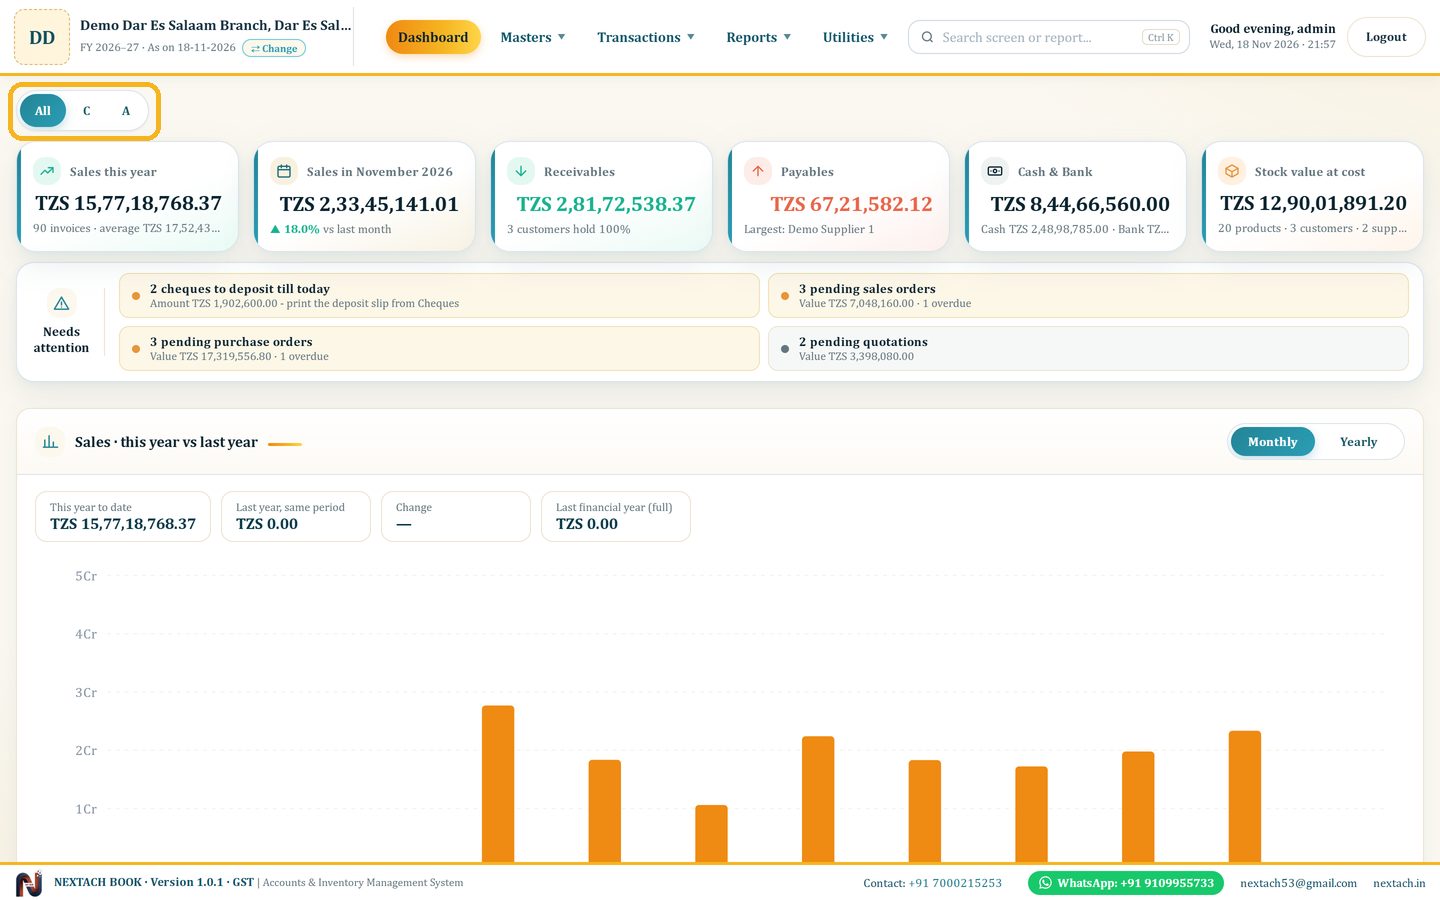 DD
Demo Dar Es Salaam Branch, Dar Es Sal...
FY 2026–27 · As on 18-11-2026 ⇄ Change
Dashboard
Masters ▼
Transactions ▼
Reports ▼
Utilities ▼
Search screen or report... Ctrl K
Good evening, admin
Wed, 18 Nov 2026 · 21:57
Logout
All C A
Sales this year
TZS 15,77,18,768.37
90 invoices · average TZS 17,52,43...
Sales in November 2026
TZS 2,33,45,141.01
▲ 18.0% vs last month
Receivables
TZS 2,81,72,538.37
3 customers hold 100%
Payables
TZS 67,21,582.12
Largest: Demo Supplier 1
Cash & Bank
TZS 8,44,66,560.00
Cash TZS 2,48,98,785.00 · Bank TZ...
Stock value at cost
TZS 12,90,01,891.20
20 products · 3 customers · 2 supp...
Needs
attention
2 cheques to deposit till today
Amount TZS 1,902,600.00 - print the deposit slip from Cheques
3 pending sales orders
Value TZS 7,048,160.00 · 1 overdue
3 pending purchase orders
Value TZS 17,319,556.80 · 1 overdue
2 pending quotations
Value TZS 3,398,080.00
Sales · this year vs last year
Monthly Yearly
This year to date
TZS 15,77,18,768.37
Last year, same period
TZS 0.00
Change
—
Last financial year (full)
TZS 0.00
5Cr
4Cr
3Cr
2Cr
1Cr
NEXTACH BOOK · Version 1.0.1 · GST | Accounts & Inventory Management System
Contact: +91 7000215253
WhatsApp: +91 9109955733
nextach53@gmail.com
nextach.in